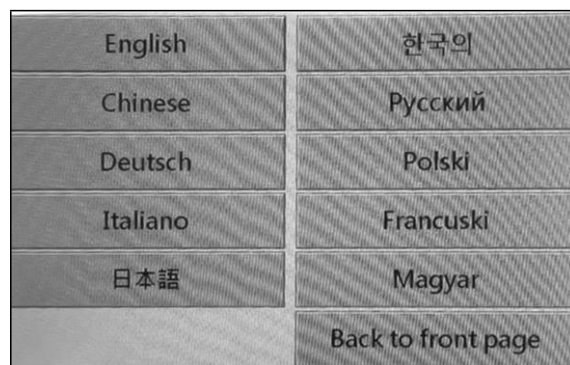 English
Chinese
Deutsch
Italiano
日本語
한국의
Русский
Polski
Francuski
Magyar
Back to front page